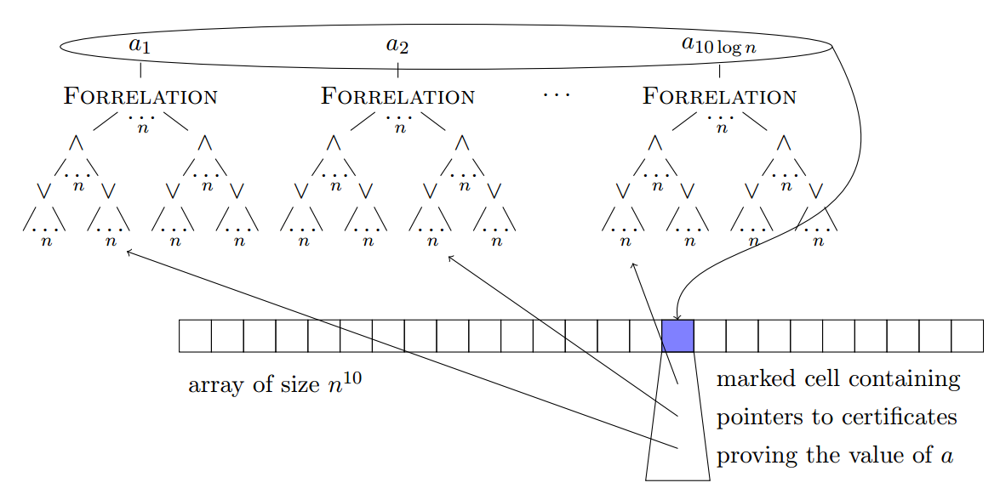 a₁ a₂ a₁₀ log n
FORRELATION FORRELATION ... FORRELATION
... ... ...
n n n
∧ ∧ ∧ ∧ ∧ ∧
... ... ... ... ... ...
n n n n n n
∨ ∨ ∨ ∨ ∨ ∨ ∨ ∨ ∨ ∨ ∨ ∨
... ... ... ... ... ... ... ... ... ... ... ...
n n n n n n n n n n n n
array of size n¹⁰
marked cell containing
pointers to certificates
proving the value of a